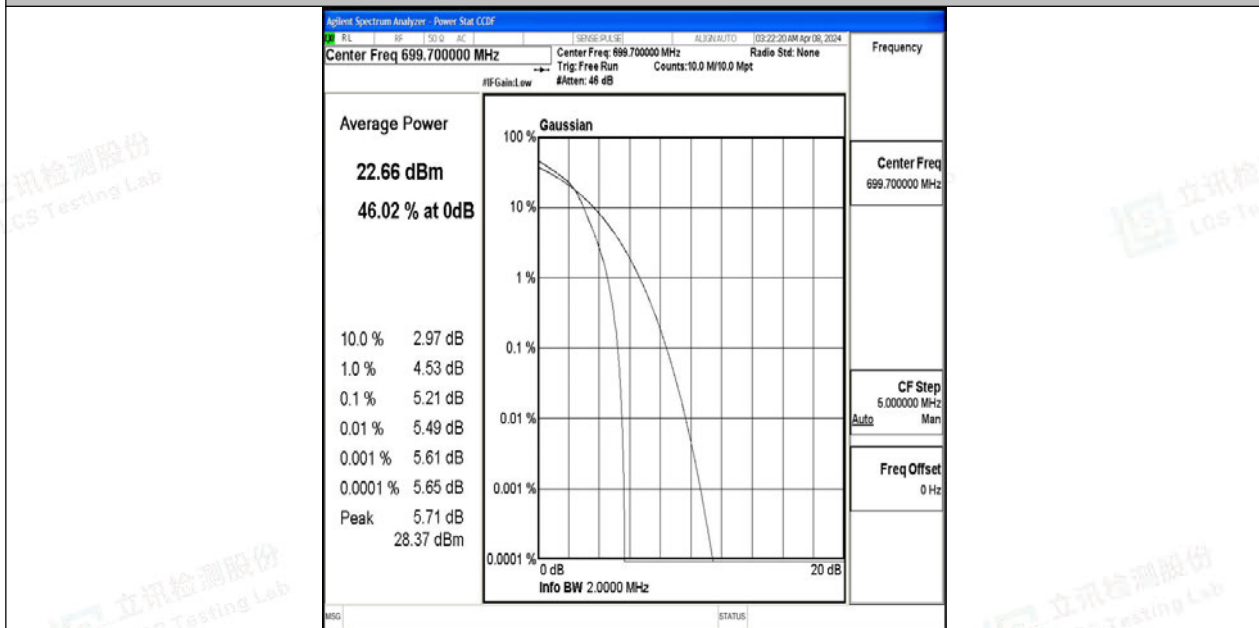 Agilent Spectrum Analyzer - Power Stat CCDF
RL RF 50 Ω AC SENSE:PULSE ALIGN AUTO 03:22:20 AM Apr 08, 2024
Center Freq 699.700000 MHz
Center Freq: 699.700000 MHz Radio Std: None
Trig: Free Run Counts:10.0 M/10.0 Mpt
#IFGain:Low #Atten: 46 dB
Frequency
Average Power
22.66 dBm
46.02 % at 0dB
10.0 % 2.97 dB
1.0 % 4.53 dB
0.1 % 5.21 dB
0.01 % 5.49 dB
0.001 % 5.61 dB
0.0001 % 5.65 dB
Peak 5.71 dB
28.37 dBm
Gaussian
100 %
10 %
1 %
0.1 %
0.01 %
0.001 %
0.0001 %
0 dB 20 dB
Info BW 2.0000 MHz
Center Freq
699.700000 MHz
CF Step
5.000000 MHz
Auto Man
Freq Offset
0 Hz
MSG STATUS
立讯检测股份
LCS Testing Lab